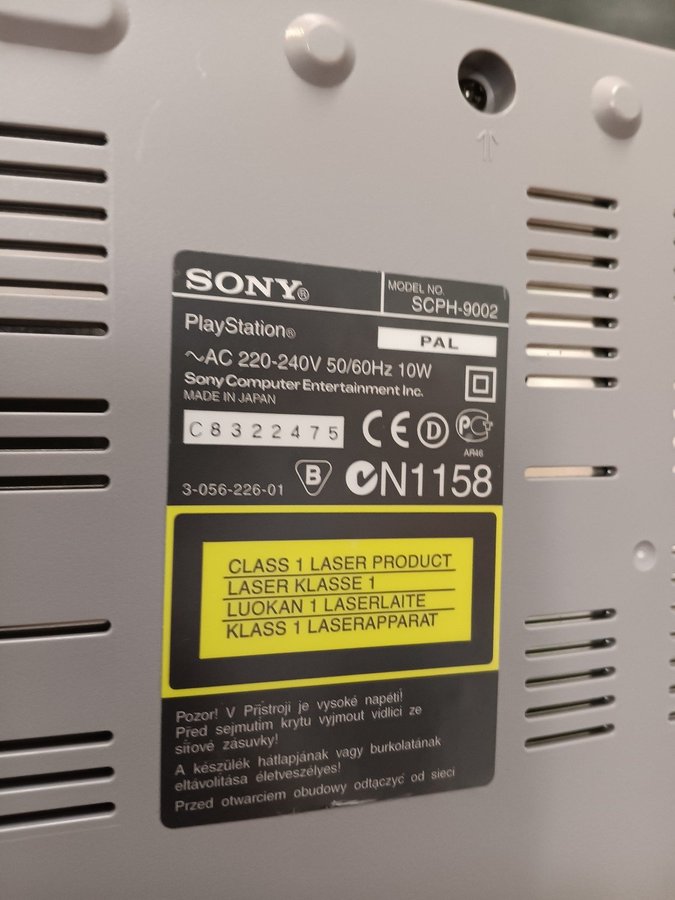 SONY®
MODEL NO.
SCPH-9002
PlayStation®
PAL
~AC 220-240V 50/60Hz 10W
Sony Computer Entertainment Inc.
MADE IN JAPAN
C8322475
CE D PCT
AR46
3-056-226-01 B N1158
CLASS 1 LASER PRODUCT
LASER KLASSE 1
LUOKAN 1 LASERLAITE
KLASS 1 LASERAPPARAT
Pozor! V Přístroji je vysoké napětí!
Před sejmutím krytu vyjmout vidlici ze
síťové zásuvky!
A készülék hátlapjának vagy burkolatának
eltávolítása életveszélyes!
Przed otwarciem obudowy odłączyć od sieci